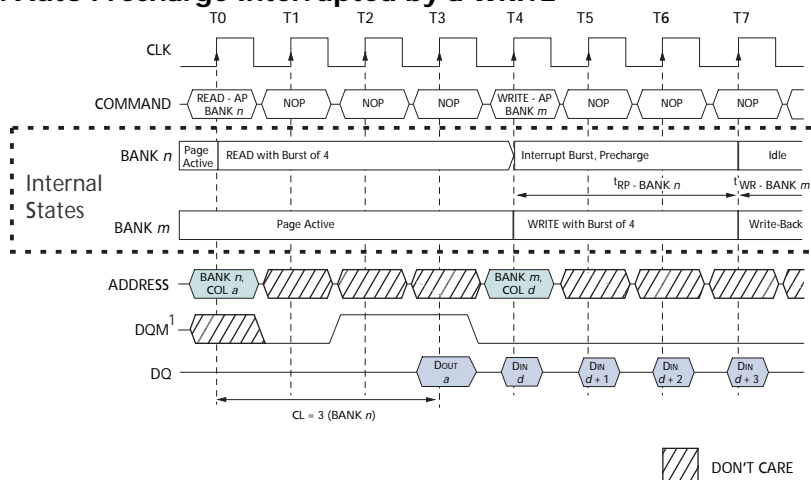 T0 T1 T2 T3 T4 T5 T6 T7
CLK
COMMAND READ - AP BANK n NOP NOP NOP WRITE - AP BANK m NOP NOP NOP
Internal States
BANK n Page Active READ with Burst of 4 Interrupt Burst, Precharge Idle
tRP - BANK n tWR - BANK m
BANK m Page Active WRITE with Burst of 4 Write-Back
ADDRESS BANK n, COL a BANK m, COL d
DQM1
DQ DOUT a DIN d DIN d + 1 DIN d + 2 DIN d + 3
CL = 3 (BANK n)
DON'T CARE